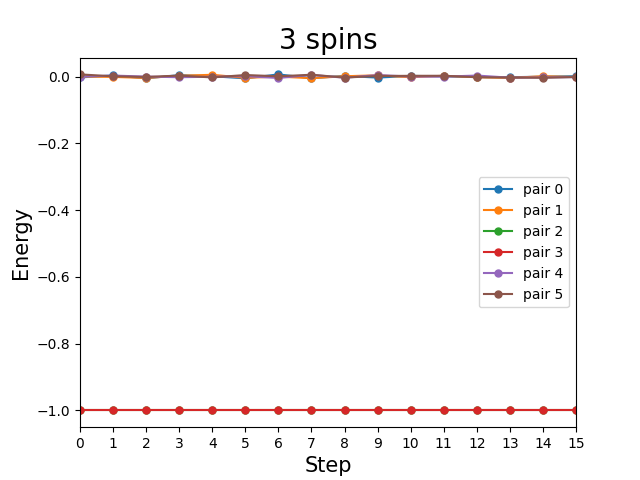 3 spins
Energy
0.0
−0.2
−0.4
−0.6
−0.8
−1.0
pair 0
pair 1
pair 2
pair 3
pair 4
pair 5
0 1 2 3 4 5 6 7 8 9 10 11 12 13 14 15
Step